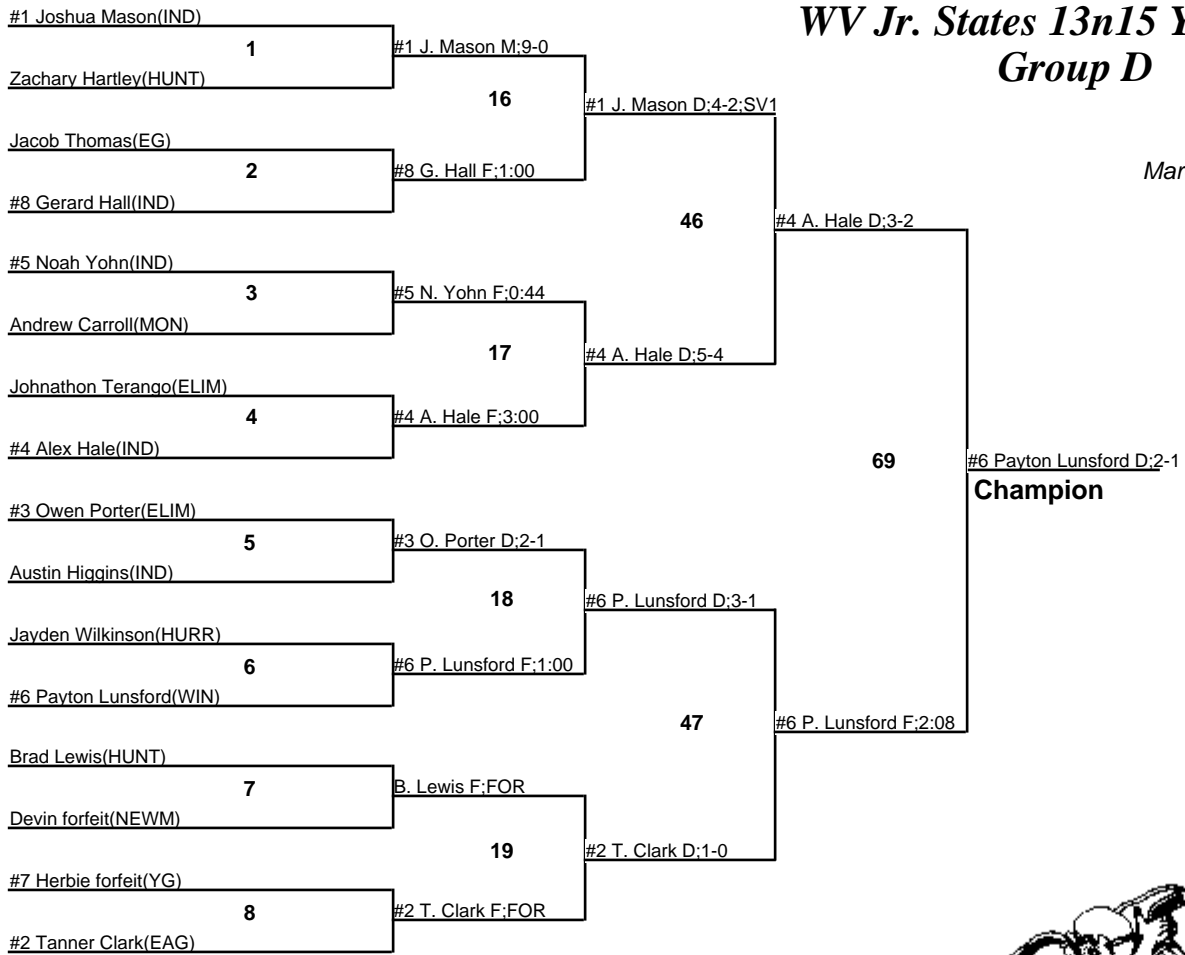 WV Jr. States 13n15 Y
Group D
Mar
#1 Joshua Mason(IND)
1
Zachary Hartley(HUNT)
#1 J. Mason M;9-0
16
Jacob Thomas(EG)
2
#8 Gerard Hall(IND)
#8 G. Hall F;1:00
#1 J. Mason D;4-2;SV1
46
#5 Noah Yohn(IND)
3
Andrew Carroll(MON)
#5 N. Yohn F;0:44
17
Johnathon Terango(ELIM)
4
#4 Alex Hale(IND)
#4 A. Hale F;3:00
#4 A. Hale D;5-4
#4 A. Hale D;3-2
69
#3 Owen Porter(ELIM)
5
Austin Higgins(IND)
#3 O. Porter D;2-1
18
Jayden Wilkinson(HURR)
6
#6 Payton Lunsford(WIN)
#6 P. Lunsford F;1:00
#6 P. Lunsford D;3-1
47
Brad Lewis(HUNT)
7
Devin forfeit(NEWM)
B. Lewis F;FOR
19
#7 Herbie forfeit(YG)
8
#2 Tanner Clark(EAG)
#2 T. Clark F;FOR
#2 T. Clark D;1-0
#6 P. Lunsford F;2:08
#6 Payton Lunsford D;2-1
Champion